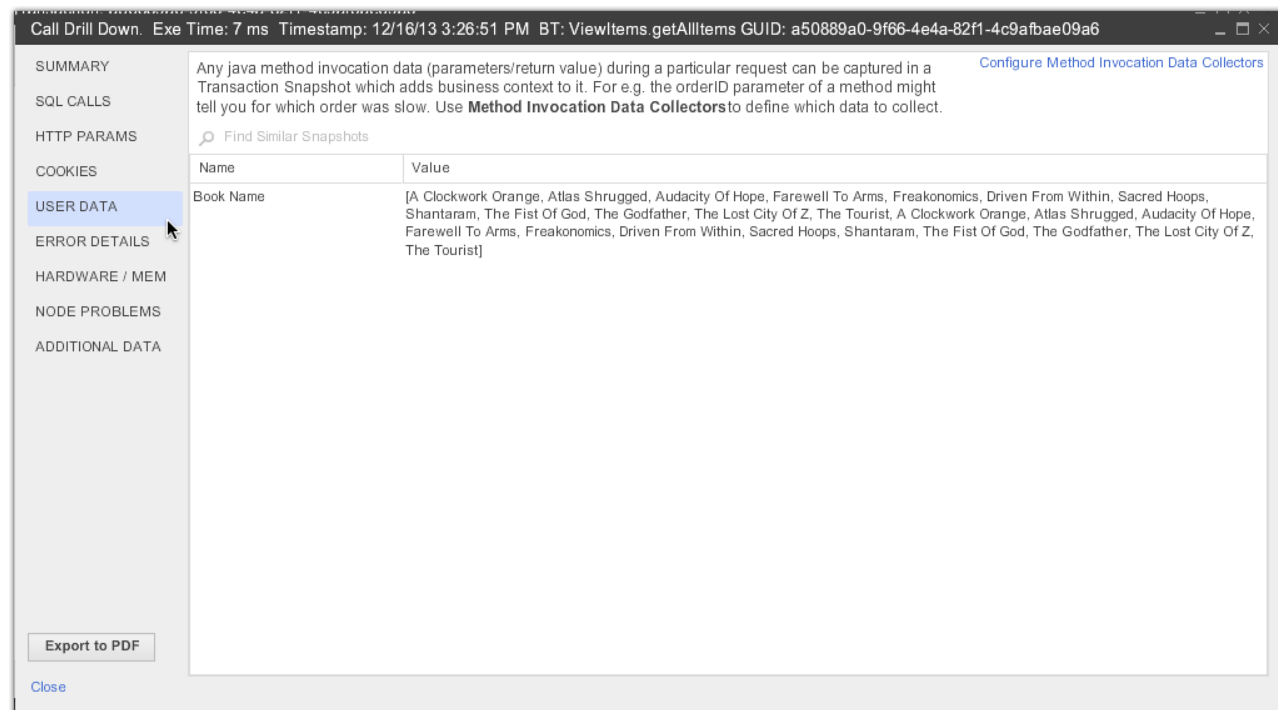 Call Drill Down. Exe Time: 7 ms Timestamp: 12/16/13 3:26:51 PM BT: ViewItems.getAllItems GUID: a50889a0-9f66-4e4a-82f1-4c9afbae09a6
SUMMARY
SQL CALLS
HTTP PARAMS
COOKIES
USER DATA
ERROR DETAILS
HARDWARE / MEM
NODE PROBLEMS
ADDITIONAL DATA
Any java method invocation data (parameters/return value) during a particular request can be captured in a
Transaction Snapshot which adds business context to it. For e.g. the orderID parameter of a method might
tell you for which order was slow. Use Method Invocation Data Collectors to define which data to collect.
Configure Method Invocation Data Collectors
Find Similar Snapshots
Name Value
Book Name [A Clockwork Orange, Atlas Shrugged, Audacity Of Hope, Farewell To Arms, Freakonomics, Driven From Within, Sacred Hoops,
Shantaram, The Fist Of God, The Godfather, The Lost City Of Z, The Tourist, A Clockwork Orange, Atlas Shrugged, Audacity Of Hope,
Farewell To Arms, Freakonomics, Driven From Within, Sacred Hoops, Shantaram, The Fist Of God, The Godfather, The Lost City Of Z,
The Tourist]
Export to PDF
Close